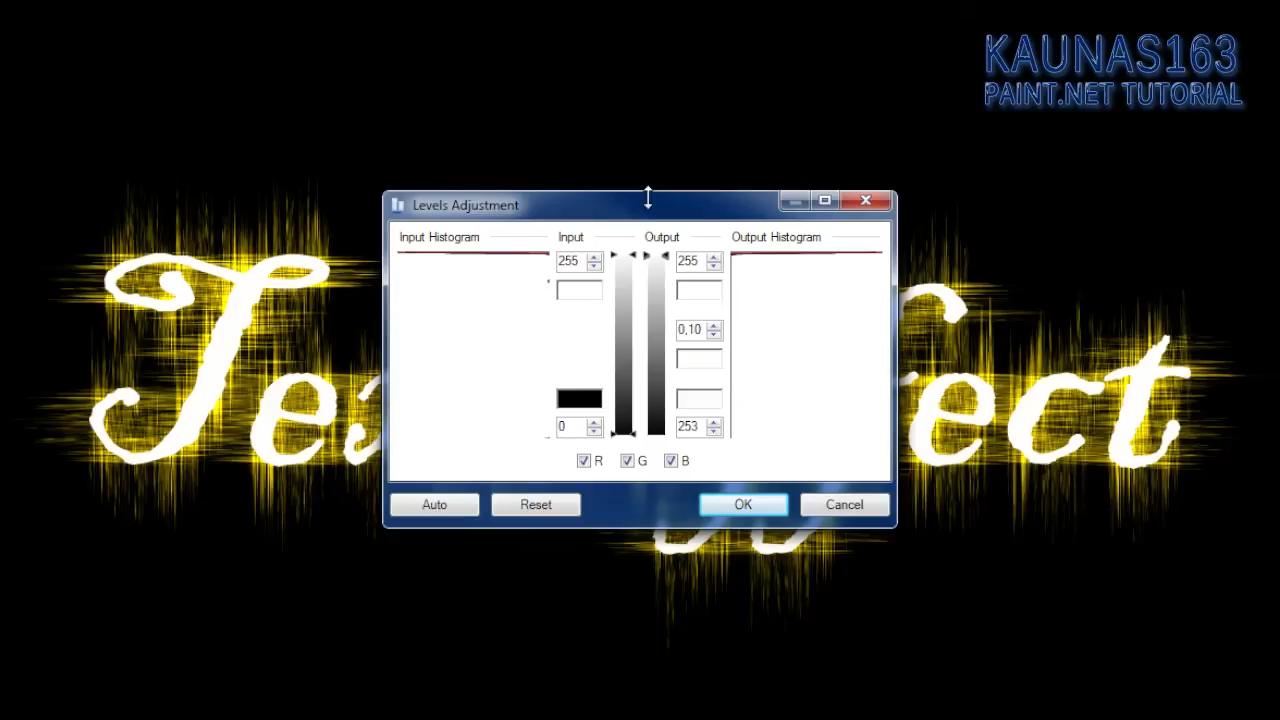 KAUNAS163
PAINT.NET TUTORIAL
Levels Adjustment
Input Histogram Input Output Output Histogram
255 255
0,10
0 253
R G B
Auto Reset OK Cancel